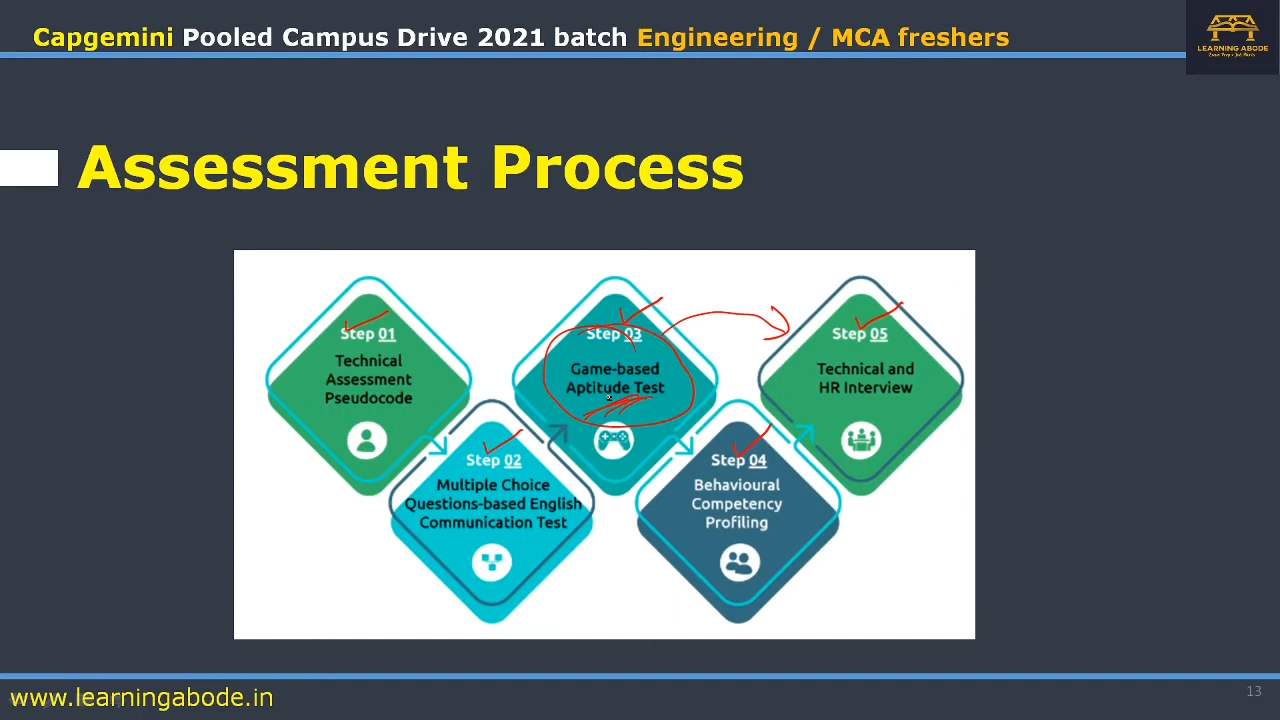 Capgemini Pooled Campus Drive 2021 batch Engineering / MCA freshers
LEARNING ABODE
Assessment Process
Step 01
Technical
Assessment
Pseudocode
Step 02
Multiple Choice
Questions-based English
Communication Test
Step 03
Game-based
Aptitude Test
Step 04
Behavioural
Competency
Profiling
Step 05
Technical and
HR Interview
www.learningabode.in
13